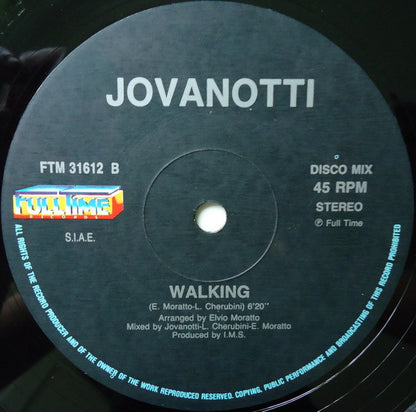 JOVANOTTI
FTM 31612 B
DISCO MIX
45 RPM
STEREO
℗ Full Time
FULLTIME
RECORDS
S.I.A.E.
WALKING
(E. Moratto-L. Cherubini) 6'20''
Arranged by Elvio Moratto
Mixed by Jovanotti-L. Cherubini-E. Moratto
Produced by I.M.S.
ALL RIGHTS OF THE RECORD PRODUCER AND OF THE OWNER OF THE WORK REPRODUCED RESERVED. COPYING, PUBLIC PERFORMANCE AND BROADCASTING OF THIS RECORD PROHIBITED